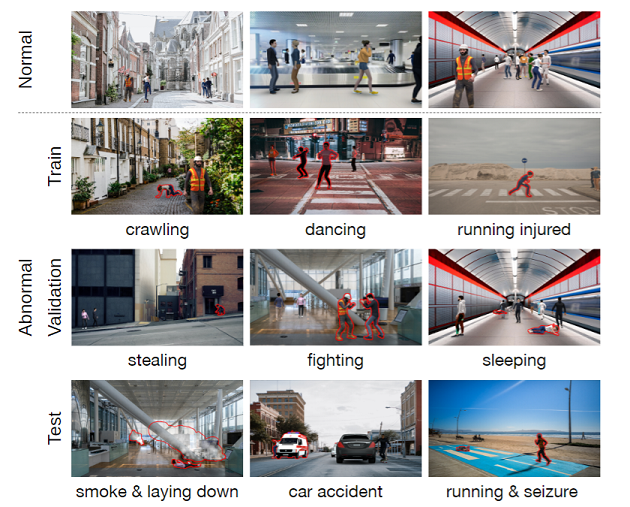 Normal
Train
crawling
dancing
running injured
Abnormal
Validation
stealing
fighting
sleeping
Test
smoke & laying down
car accident
running & seizure
STOP